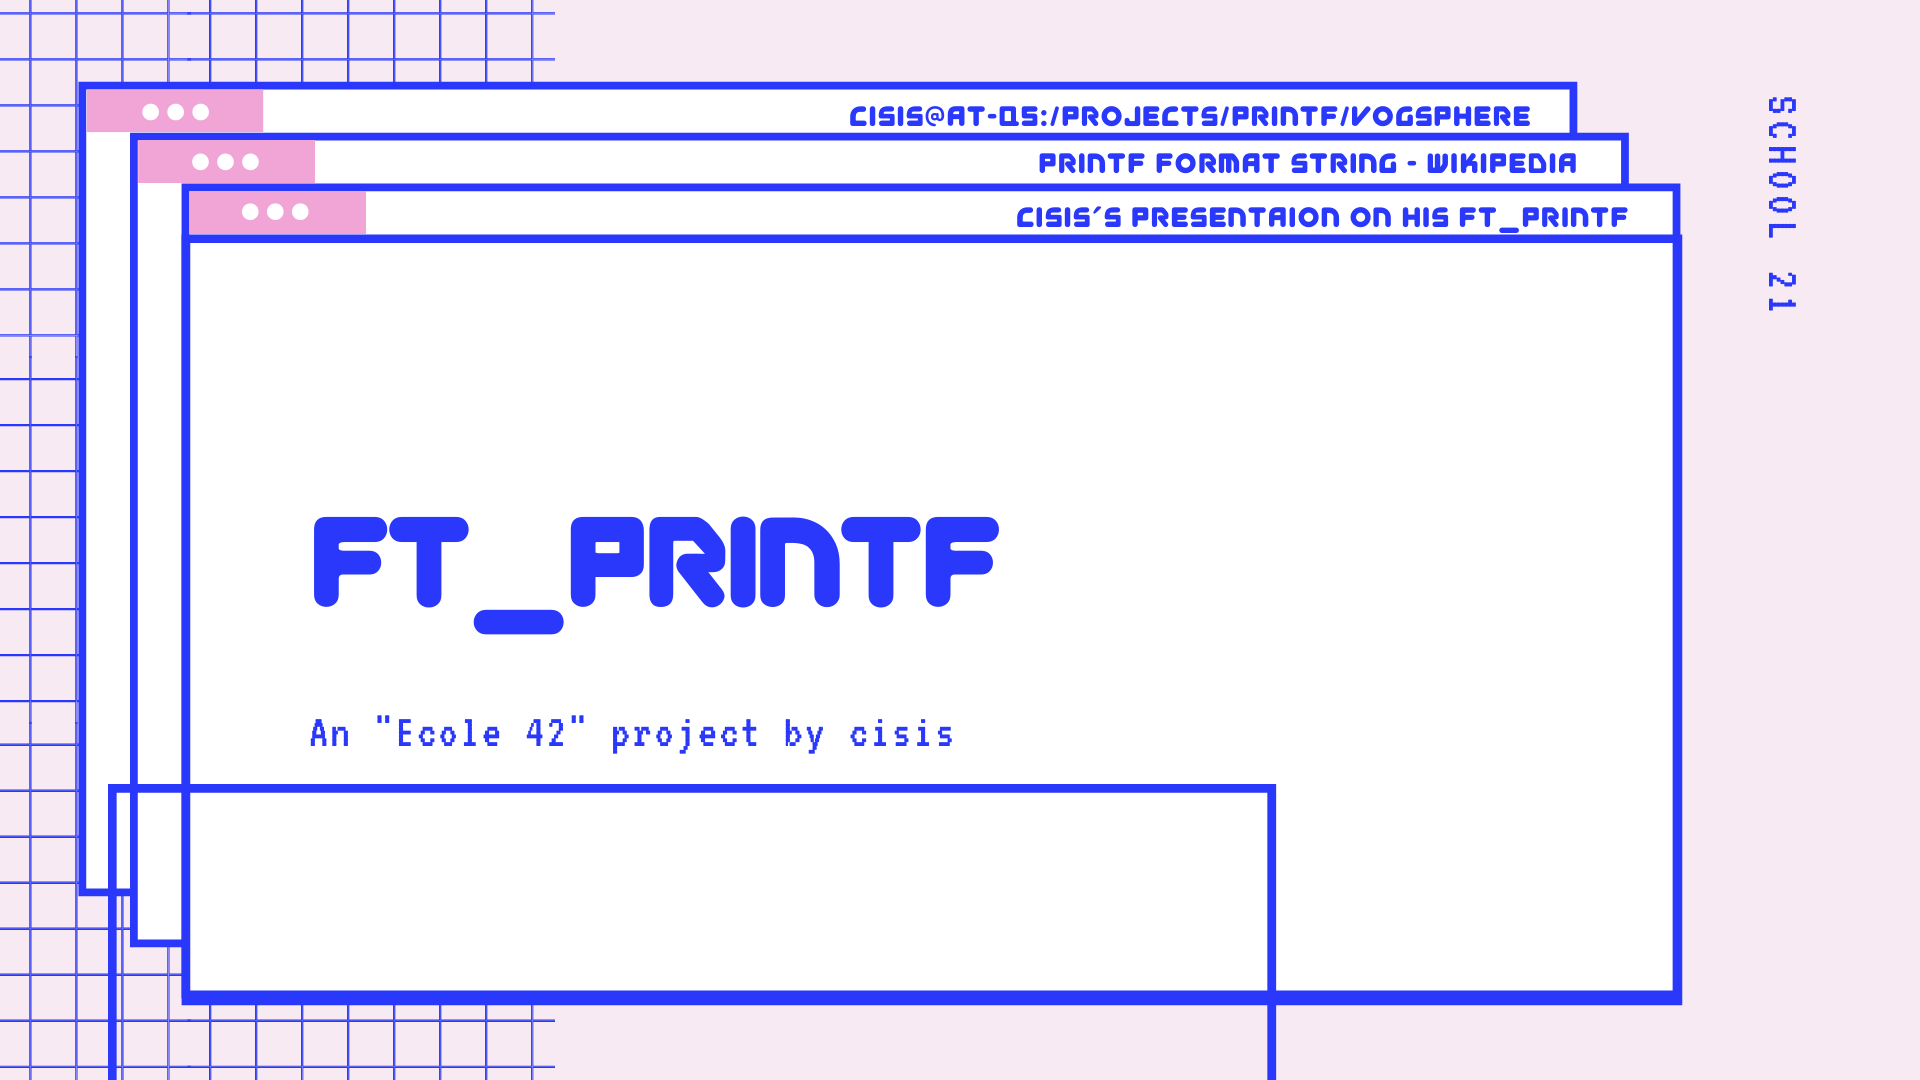 CISIS@AT-Q5:/PROJECTS/PRINTF/VOGSPHERE
PRINTF FORMAT STRING - WIKIPEDIA
CISIS'S PRESENTAION ON HIS FT_PRINTF
SCHOOL 21
FT_PRINTF
An "Ecole 42" project by cisis